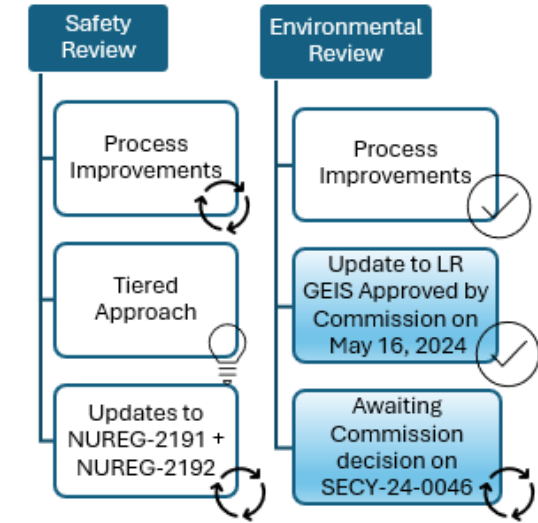 Safety
Review
Process
Improvements
Tiered
Approach
Updates to
NUREG-2191 +
NUREG-2192
Environmental
Review
Process
Improvements
Update to LR
GEIS Approved by
Commission on
May 16, 2024
Awaiting
Commission
decision on
SECY-24-0046